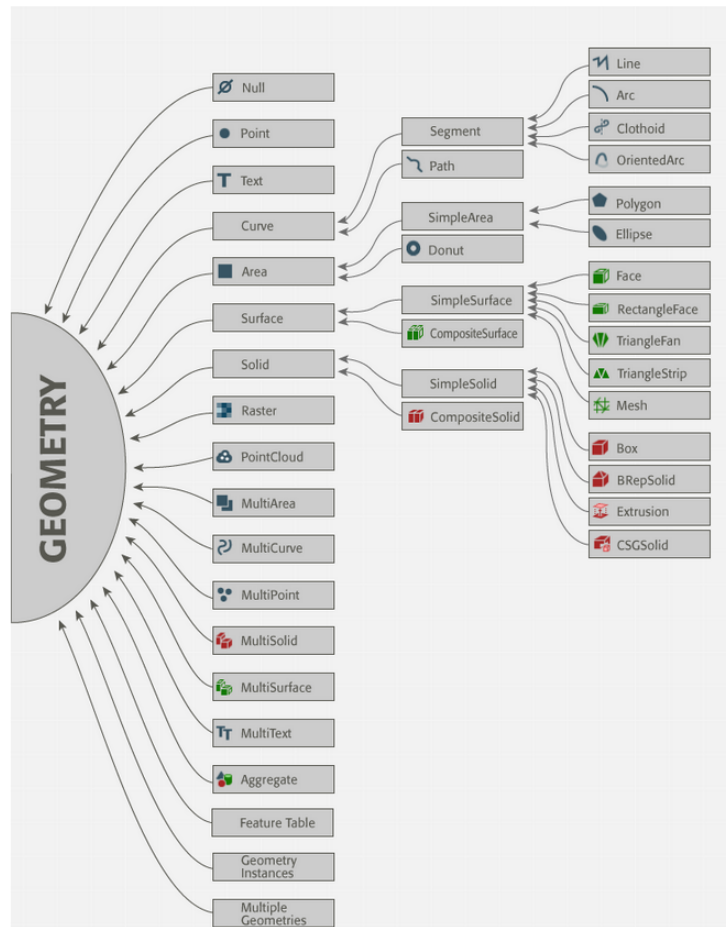 GEOMETRY
Null
Point
Text
Curve
Area
Surface
Solid
Raster
PointCloud
MultiArea
MultiCurve
MultiPoint
MultiSolid
MultiSurface
MultiText
Aggregate
Feature Table
Geometry
Instances
Multiple
Geometries
Segment
Path
SimpleArea
Donut
SimpleSurface
CompositeSurface
SimpleSolid
CompositeSolid
Line
Arc
Clothoid
OrientedArc
Polygon
Ellipse
Face
RectangleFace
TriangleFan
TriangleStrip
Mesh
Box
BRepSolid
Extrusion
CSGSolid